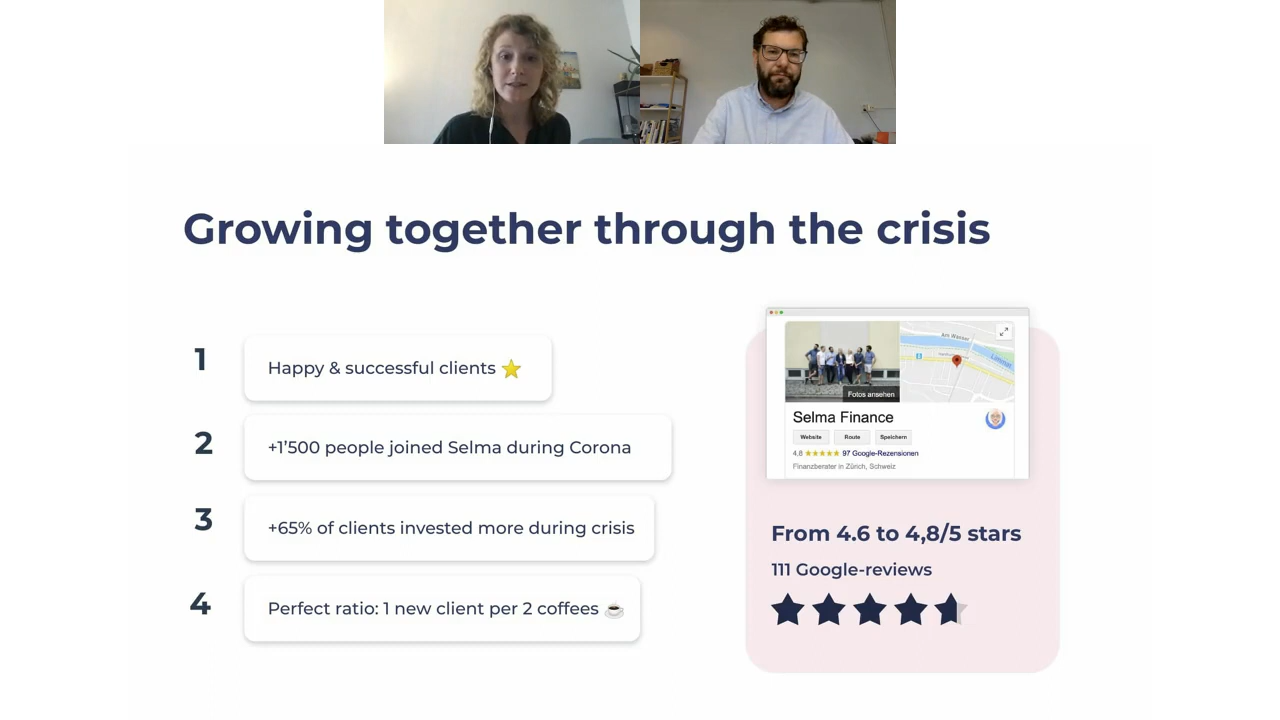 Growing together through the crisis
1
Happy & successful clients ⭐
2
+1’500 people joined Selma during Corona
3
+65% of clients invested more during crisis
4
Perfect ratio: 1 new client per 2 coffees ☕
Fotos ansehen
Am Wasser
Limmat
Selma Finance
Website Route Speichern
4.8 ★★★★★ 97 Google-Rezensionen
Finanzberater in Zürich, Schweiz
From 4.6 to 4,8/5 stars
111 Google-reviews